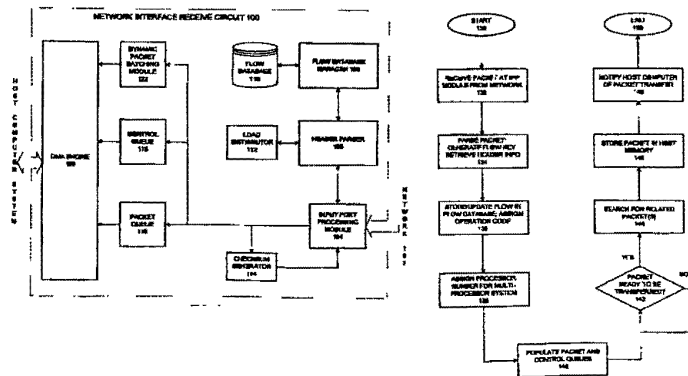 NETWORK INTERFACE RECEIVE CIRCUIT 100
DYNAMIC
PACKET
BATCHING
MODULE
122
FLOW
DATABASE
110
FLOW DATABASE
MANAGER 108
HOST COMPUTER SYSTEM
DMA ENGINE
120
CONTROL
QUEUE
118
LOAD
DISTRIBUTOR
112
HEADER PARSER
106
PACKET
QUEUE
116
INPUT PORT
PROCESSING
MODULE
104
NETWORK 102
CHECKSUM
GENERATOR
114
START
130
RECEIVE PACKET AT IPP
MODULE FROM NETWORK
132
PARSE PACKET
GENERATE FLOW KEY
RETRIEVE HEADER INFO
134
STORE/UPDATE FLOW IN
FLOW DATABASE; ASSIGN
OPERATION CODE
136
ASSIGN PROCESSOR
NUMBER FOR MULTI-
PROCESSOR SYSTEM
138
POPULATE PACKET AND
CONTROL QUEUES
140
PACKET
READY TO BE
TRANSFERRED?
142
YES
NO
SEARCH FOR RELATED
PACKET(S)
144
STORE PACKET IN HOST
MEMORY
146
NOTIFY HOST COMPUTER
OF PACKET TRANSFER
148
END